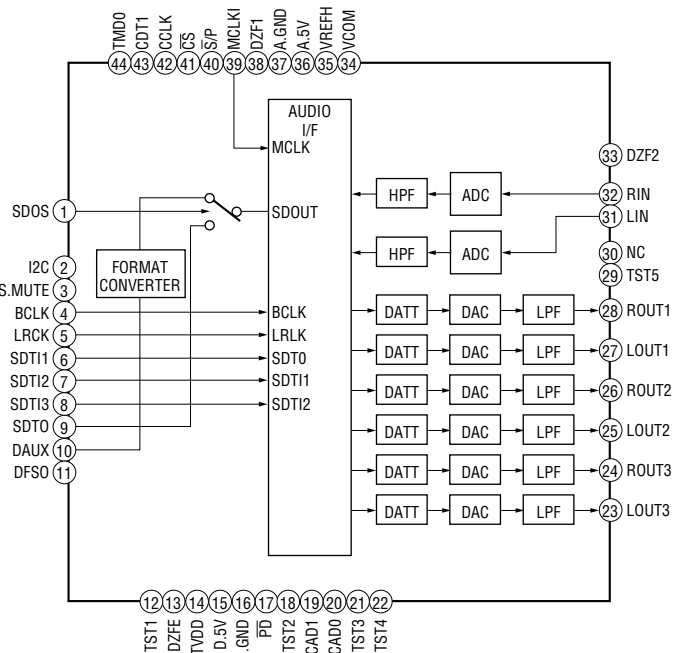 TMD0
CDT1
CCLK
CS
S/P
MCLKI
DZF1
A.GND
A.5V
VREFH
VCOM
44 43 42 41 40 39 38 37 36 35 34
AUDIO
I/F
MCLK
33 DZF2
HPF
ADC
32 RIN
SDOS 1
SDOUT
31 LIN
HPF
ADC
30 NC
I2C 2
FORMAT
CONVERTER
29 TST5
S.MUTE 3
BCLK 4
BCLK
DATT DAC LPF 28 ROUT1
LRCK 5
LRLK
SDTI1 6
SDT0
DATT DAC LPF 27 LOUT1
SDTI2 7
SDTI1
DATT DAC LPF 26 ROUT2
SDTI3 8
SDTI2
SDTO 9
DATT DAC LPF 25 LOUT2
DAUX 10
DFS0 11
DATT DAC LPF 24 ROUT3
DATT DAC LPF 23 LOUT3
12 13 14 15 16 17 18 19 20 21 22
TST1
DZFE
TVDD
D.5V
.GND
PD
TST2
CAD1
CAD0
TST3
TST4